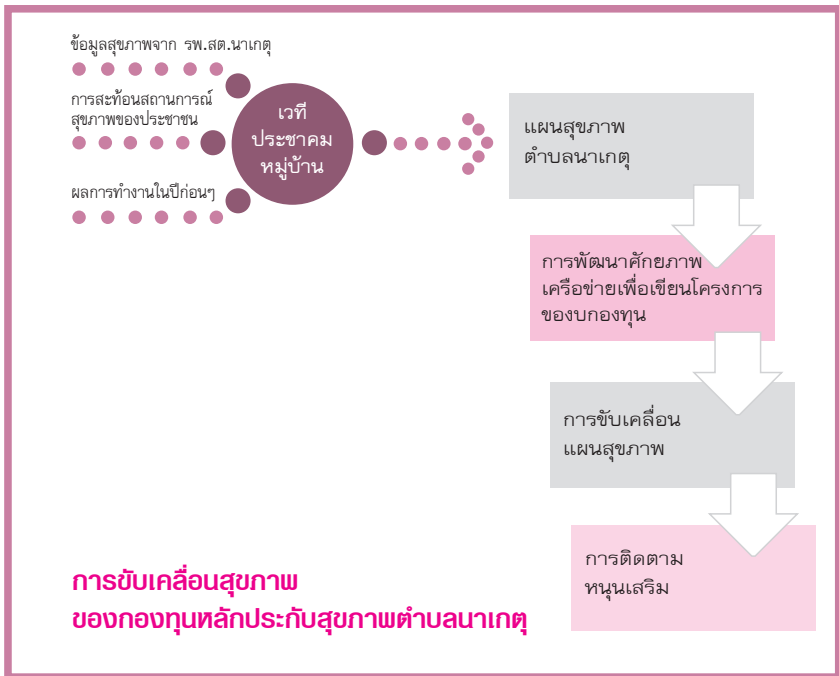 ข้อมูลสุขภาพจาก รพ.สต.นาเกตุ
การสะท้อนสถานการณ์
สุขภาพของประชาชน
ผลการทำงานในปีก่อนๆ
เวที
ประชาคม
หมู่บ้าน
แผนสุขภาพ
ตำบลนาเกตุ
การพัฒนาศักยภาพ
เครือข่ายเพื่อเขียนโครงการ
ของบกองทุน
การขับเคลื่อน
แผนสุขภาพ
การติดตาม
หนุนเสริม
การขับเคลื่อนสุขภาพ
ของกองทุนหลักประกับสุขภาพตำบลนาเกตุ